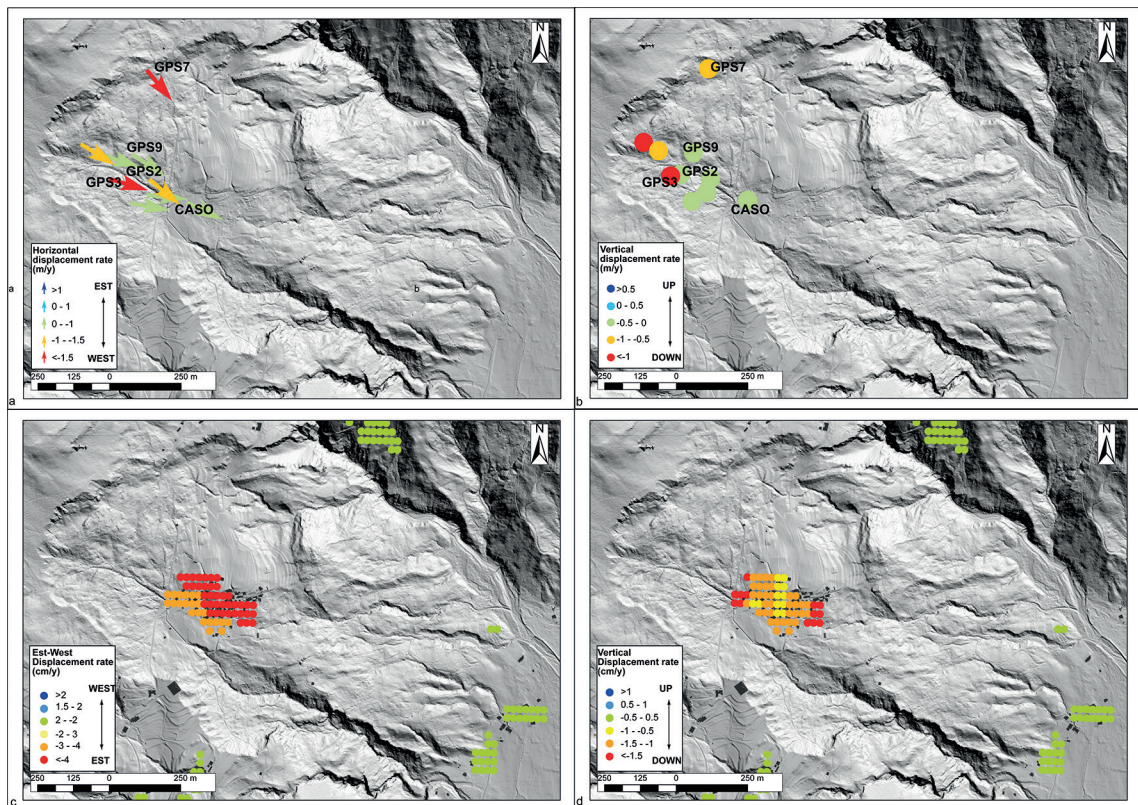 N
GPS7
GPS9
GPS2
GPS3
CASO
Horizontal
displacement rate
(m/y)
>1
0 - 1
0 - -1
-1 - -1.5
<-1.5
EST
WEST
250 125 0 250 m
a
b
a
N
GPS7
GPS9
GPS2
GPS3
CASO
Vertical
displacement rate
(m/y)
>0.5
0 - 0.5
-0.5 - 0
-1 - -0.5
<-1
UP
DOWN
250 125 0 250 m
b
N
Est-West
Displacement rate
(cm/y)
>2
1.5 - 2
2 - -2
-2 - 3
-3 - -4
<-4
WEST
EST
250 125 0 250 m
c
N
Vertical
Displacement rate
(cm/y)
>1
0.5 - 1
-0.5 - 0.5
-1 - -0.5
-1.5 - -1
<-1.5
UP
DOWN
250 125 0 250 m
d